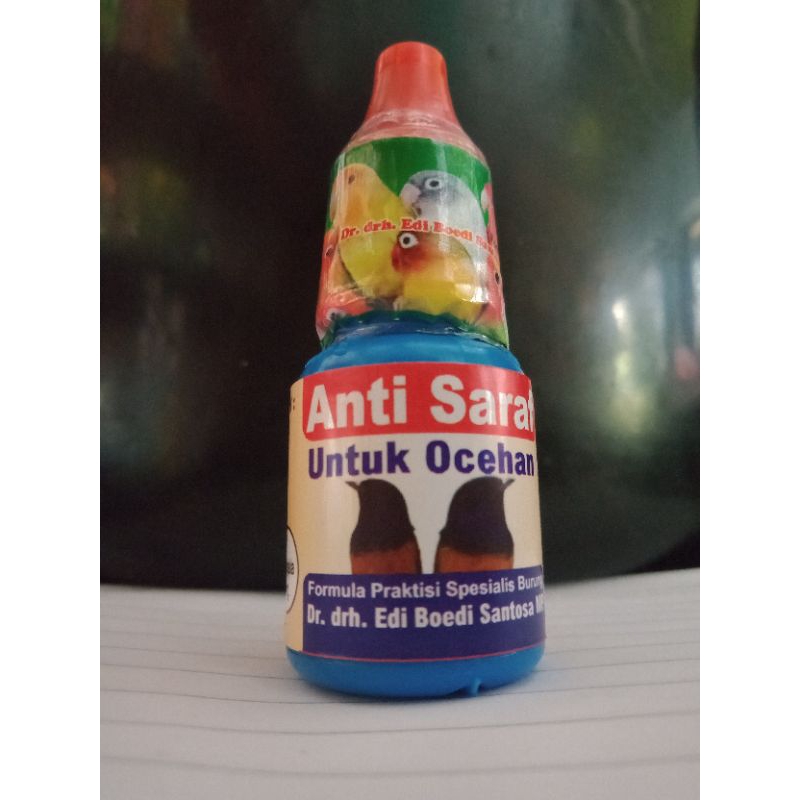 Dr. drh. Edi Boedi
Anti Saraf
Untuk Ocehan
Formula Praktisi Spesialis Burung
Dr. drh. Edi Boedi Santosa